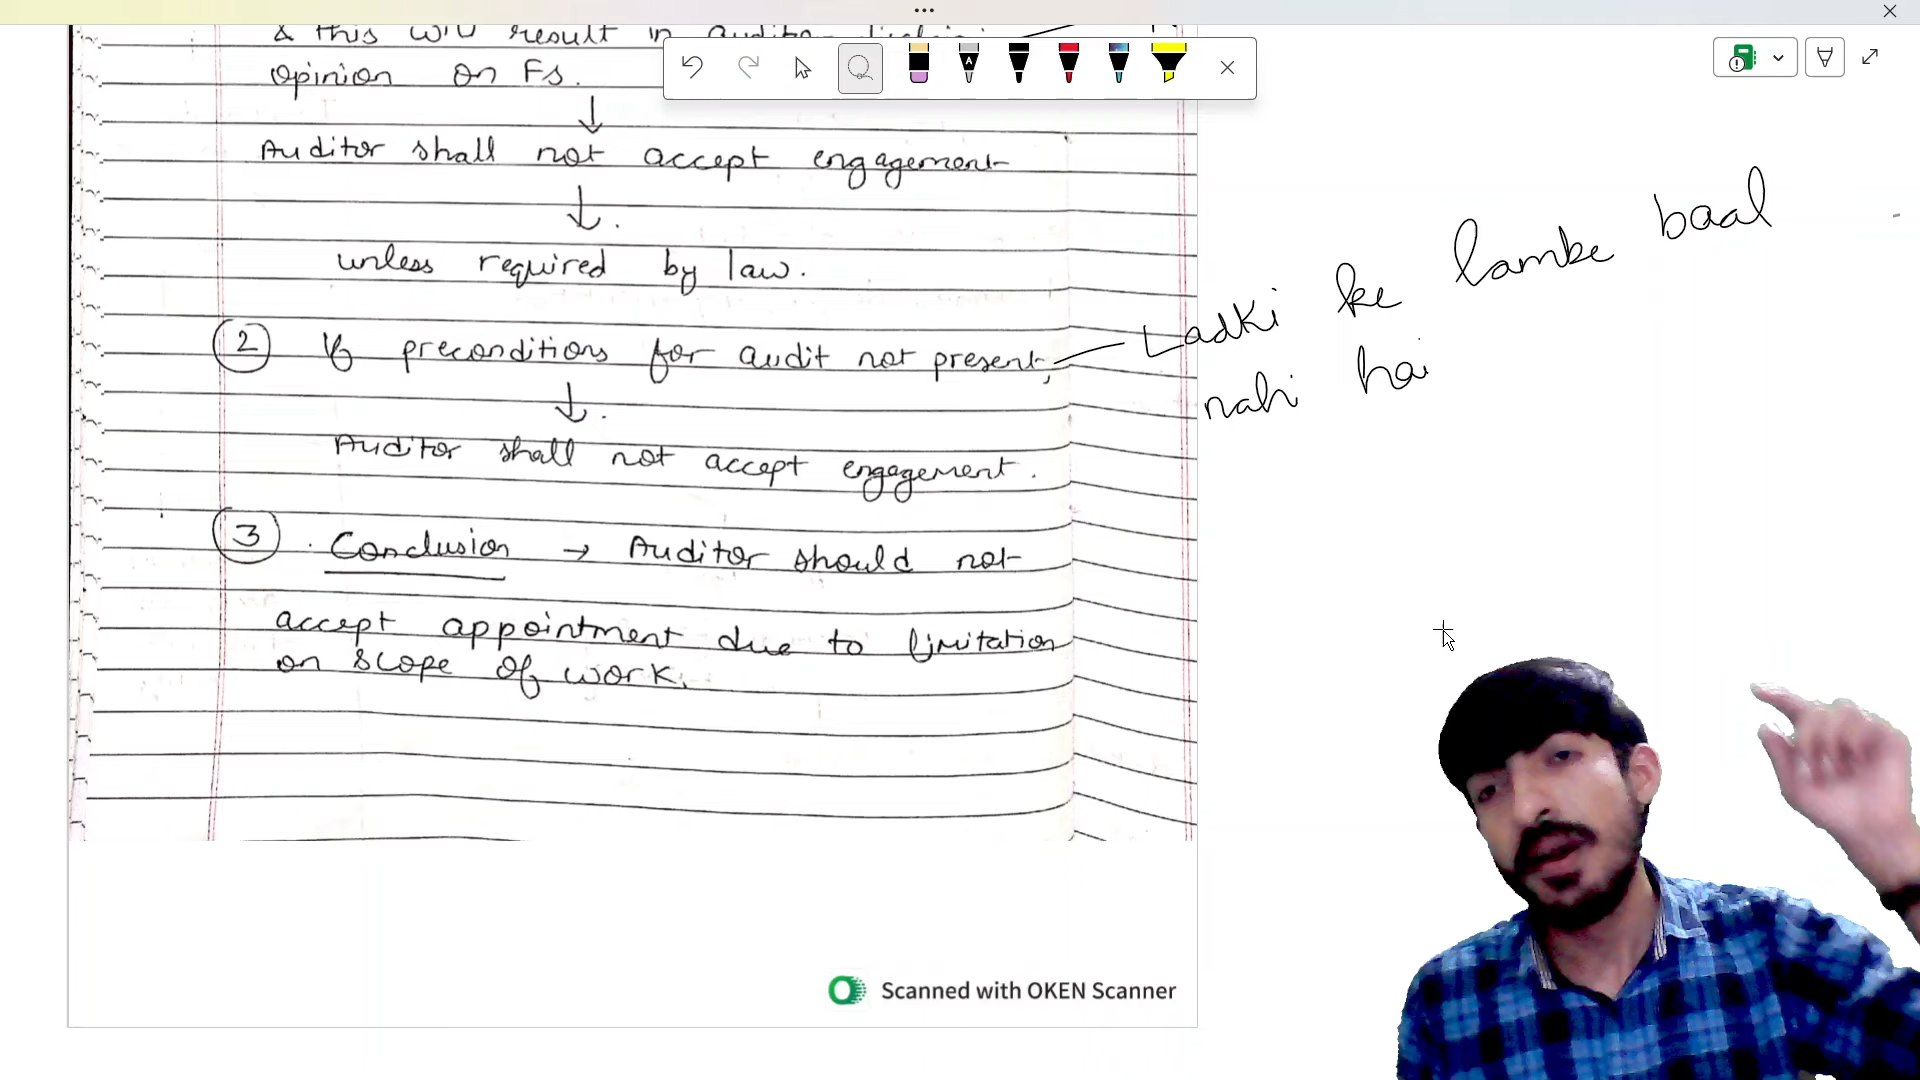 & this will result in auditor
opinion on Fs.
Auditor shall not accept engagement
unless required by law.
2 If preconditions for audit not present,
Auditor shall not accept engagement.
3 Conclusion → Auditor should not
accept appointment due to limitation
on scope of work.
Ladki ke lambe baal
nahi hai
Scanned with OKEN Scanner